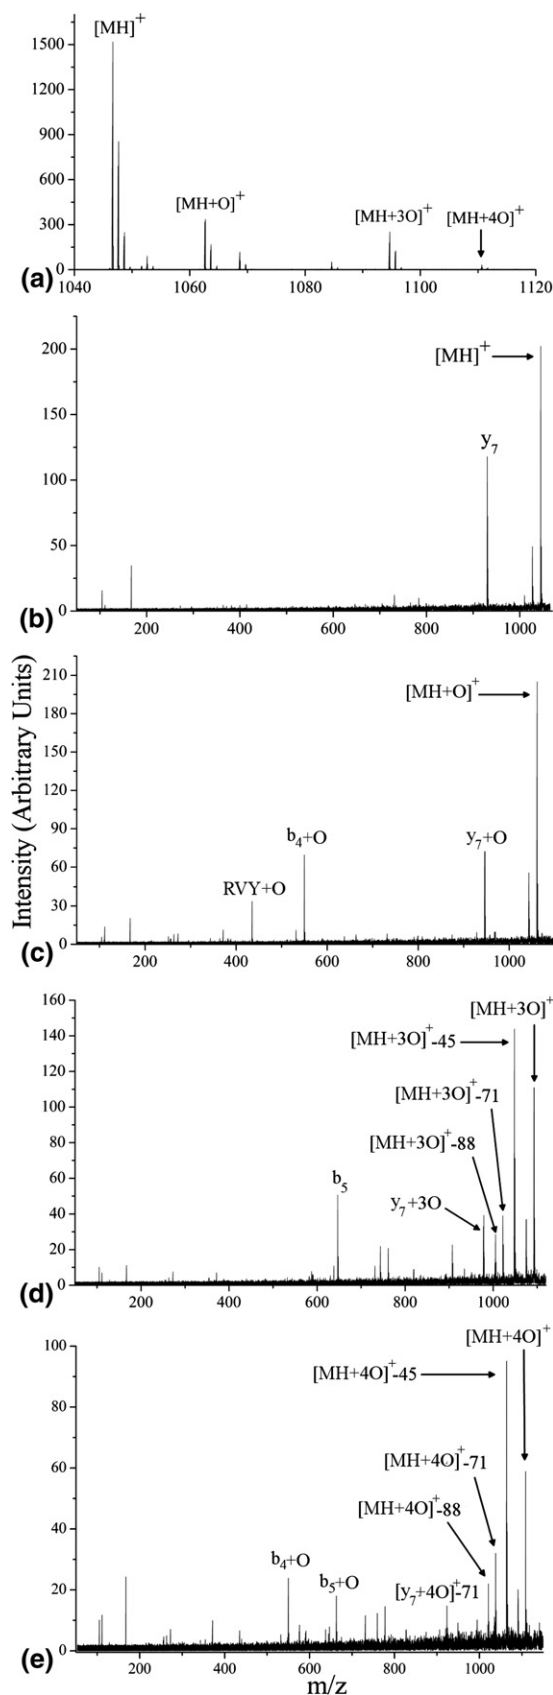 [MH]⁺
1500
1200
900
[MH+O]⁺
[MH+3O]⁺
[MH+4O]⁺
600
300
0
1040 1060 1080 1100 1120
(a)
200
[MH]⁺
150
y₇
100
50
0
200 400 600 800 1000
(b)
Intensity (Arbitrary Units)
210
[MH+O]⁺
180
150
120
90
b₄+O
y₇+O
60
RVY+O
30
0
200 400 600 800 1000
(c)
160
[MH+3O]⁺
140
[MH+3O]⁺-45
120
[MH+3O]⁺-71
100
[MH+3O]⁺-88
80
b₅
60
y₇+3O
40
20
0
200 400 600 800 1000
(d)
[MH+4O]⁺
100
[MH+4O]⁺-45
80
[MH+4O]⁺-71
60
[MH+4O]⁺-88
40
b₄+O
b₅+O
[y₇+4O]⁺-71
20
0
200 400 600 800 1000
(e)
m/z